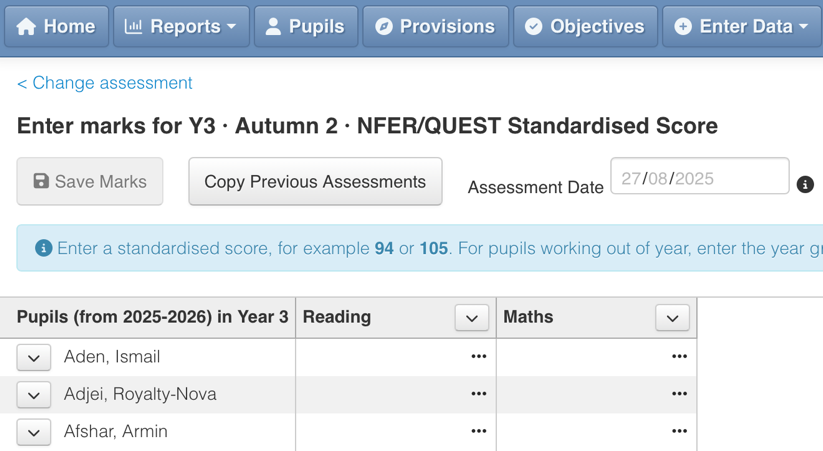 Home Reports Pupils Provisions Objectives Enter Data
< Change assessment
Enter marks for Y3 · Autumn 2 · NFER/QUEST Standardised Score
Save Marks Copy Previous Assessments Assessment Date 27/08/2025
Enter a standardised score, for example 94 or 105. For pupils working out of year, enter the year
Pupils (from 2025-2026) in Year 3 Reading Maths
Aden, Ismail
Adjei, Royalty-Nova
Afshar, Armin